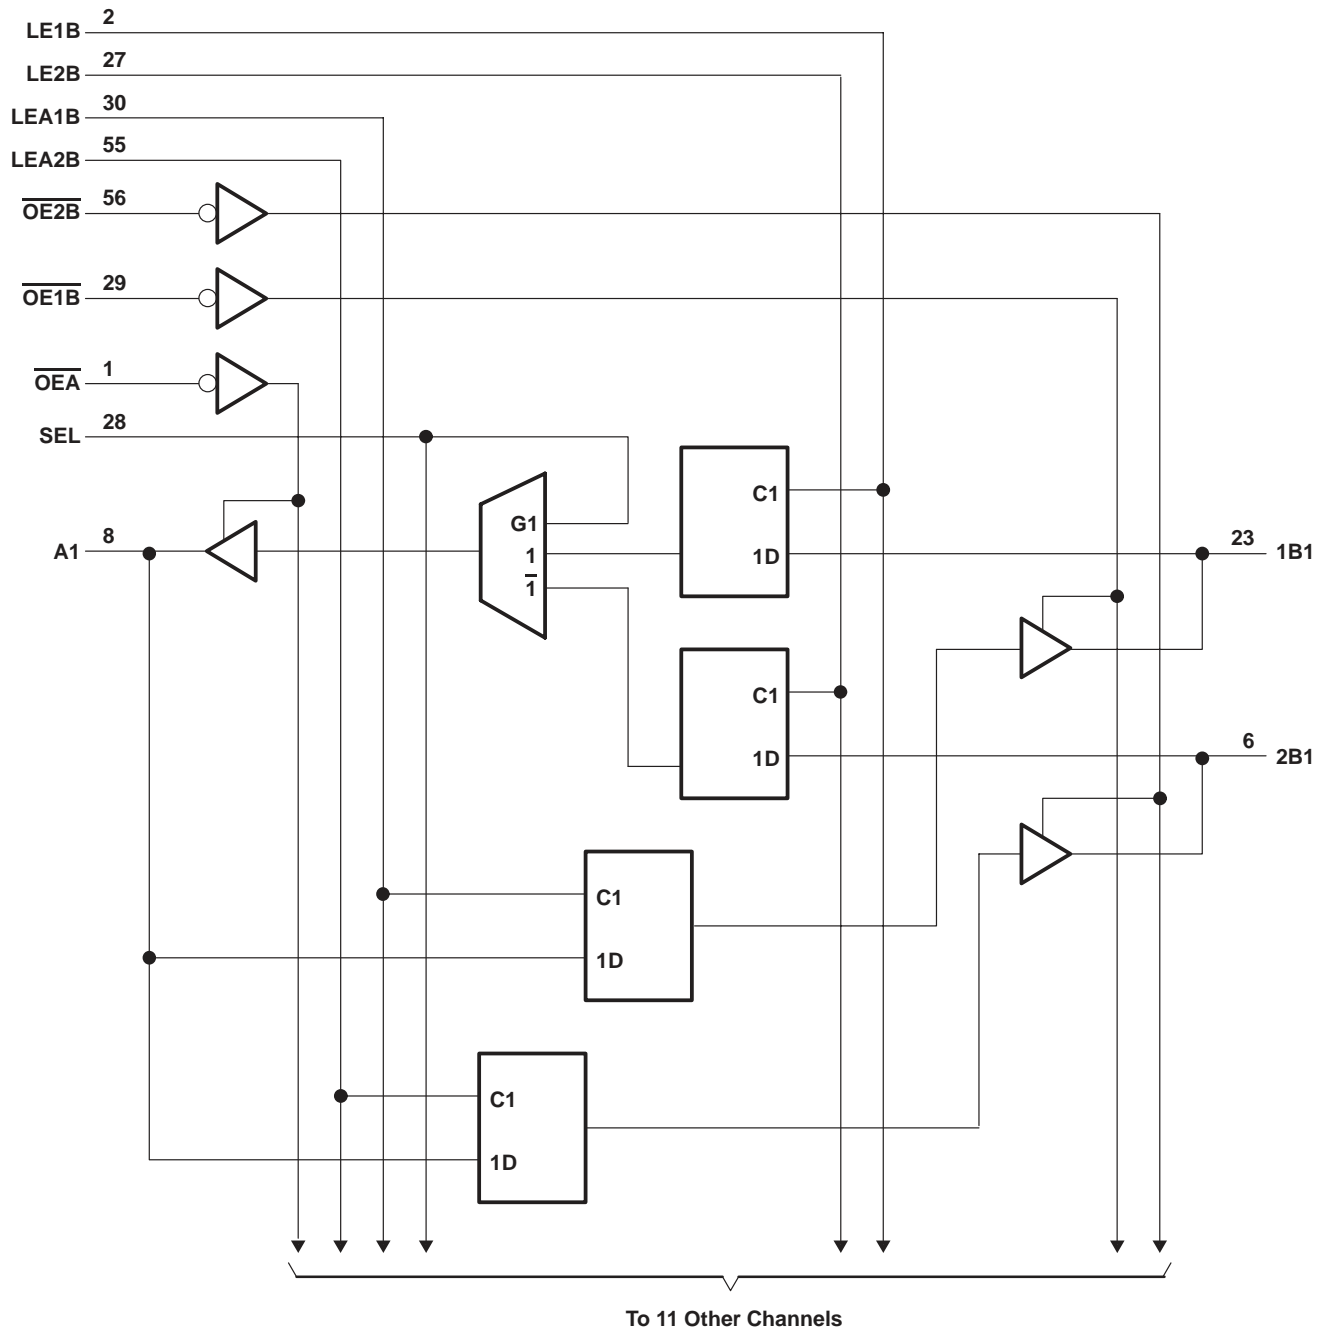 LE1B 2
LE2B 27
LEA1B 30
LEA2B 55
OE2B 56
OE1B 29
OEA 1
SEL 28
C1
G1
A1 8
1
1D
23 1B1
1
C1
1D
6 2B1
C1
1D
C1
1D
To 11 Other Channels